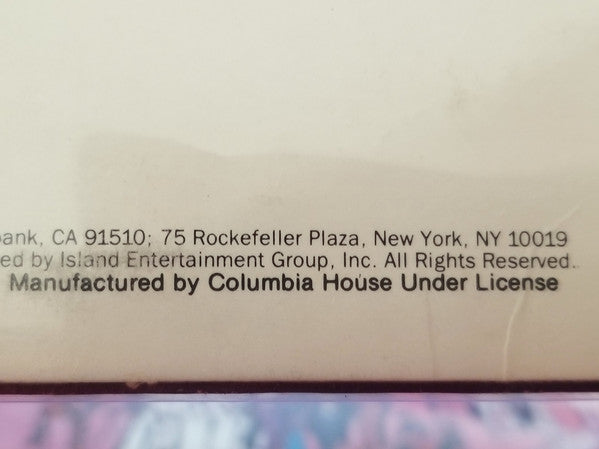 ank, CA 91510; 75 Rockefeller Plaza, New York, NY 10019
ed by Island Entertainment Group, Inc. All Rights Reserved.
Manufactured by Columbia House Under License